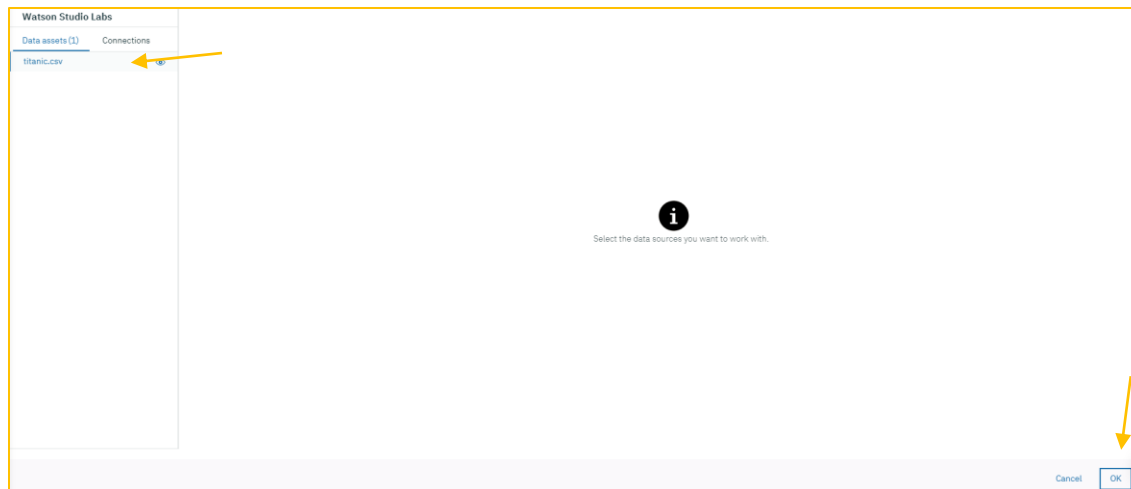 Watson Studio Labs
Data assets (1) Connections
titanic.csv
Select the data sources you want to work with.
Cancel OK